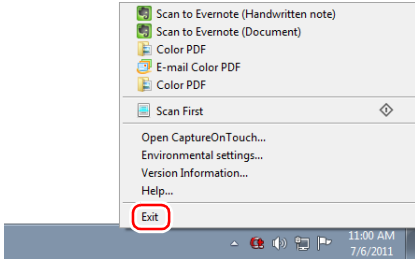 Scan to Evernote (Handwritten note)
Scan to Evernote (Document)
Color PDF
E-mail Color PDF
Color PDF
Scan First
Open CaptureOnTouch...
Environmental settings...
Version Information...
Help...
Exit
11:00 AM
7/6/2011